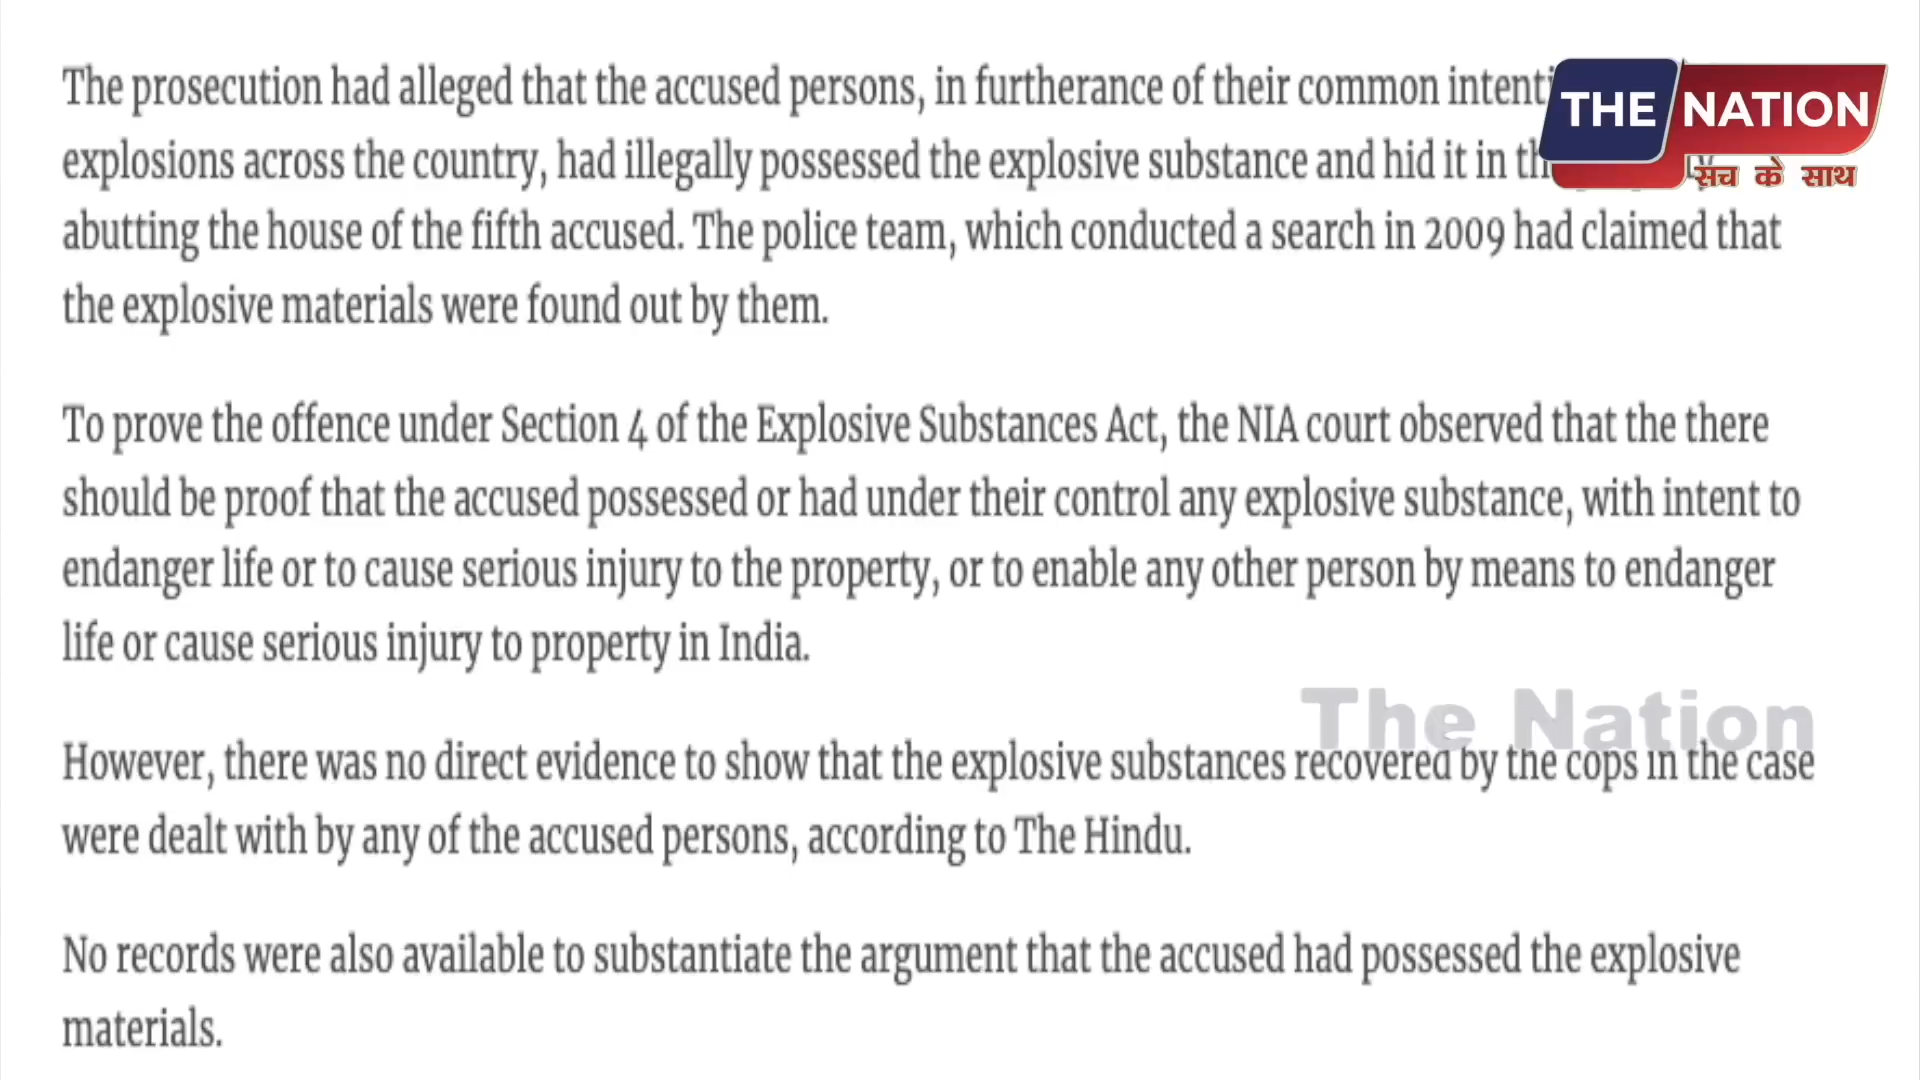 The prosecution had alleged that the accused persons, in furtherance of their common
explosions across the country, had illegally possessed the explosive substance and hid it in
abutting the house of the fifth accused. The police team, which conducted a search in 2009 had claimed that
the explosive materials were found out by them.
To prove the offence under Section 4 of the Explosive Substances Act, the NIA court observed that the there
should be proof that the accused possessed or had under their control any explosive substance, with intent to
endanger life or to cause serious injury to the property, or to enable any other person by means to endanger
life or cause serious injury to property in India.
However, there was no direct evidence to show that the explosive substances recovered by the cops in the case
were dealt with by any of the accused persons, according to The Hindu.
No records were also available to substantiate the argument that the accused had possessed the explosive
materials.
THE NATION
सच के साथ
The Nation